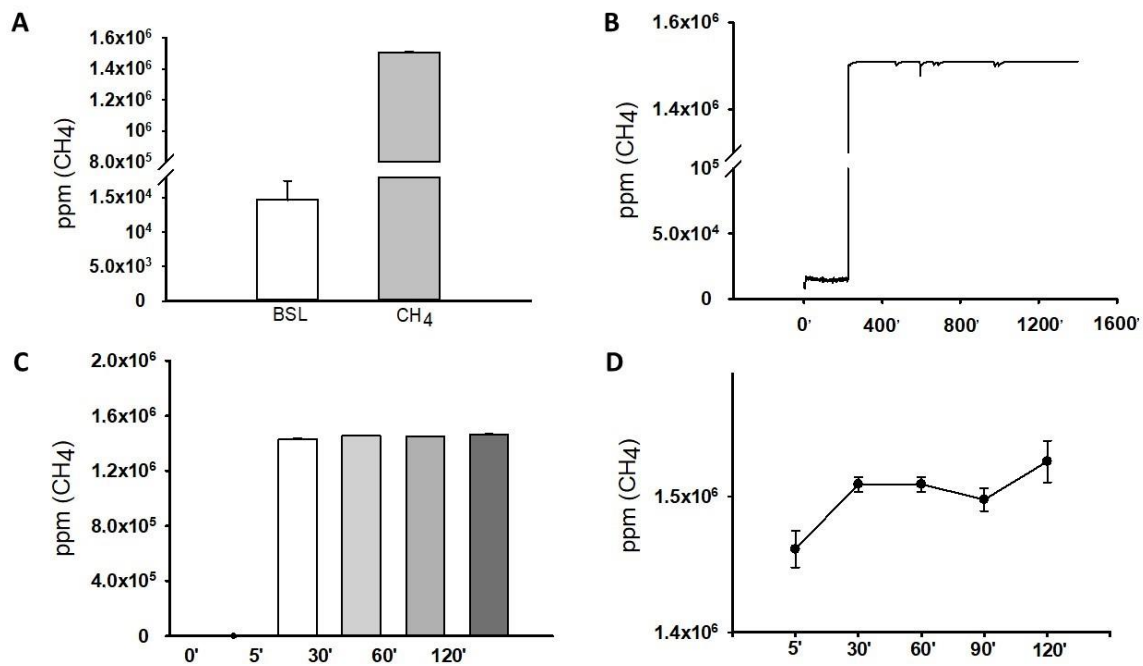 A
ppm (CH4)
1.6x10⁶
1.4x10⁶
1.6x10⁶
10⁶
8.0x10⁵
1.5x10⁴
10⁴
5.0x10³
0
BSL
CH4
B
ppm (CH4)
1.6x10⁶
1.4x10⁶
10⁵
5.0x10⁴
0
0' 400' 800' 1200' 1600'
C
ppm (CH4)
2.0x10⁶
1.6x10⁶
1.2x10⁶
8.0x10⁵
4.0x10⁵
0
0' 5' 30' 60' 120'
D
ppm (CH4)
1.5x10⁶
1.4x10⁶
5' 30' 60' 90' 120'